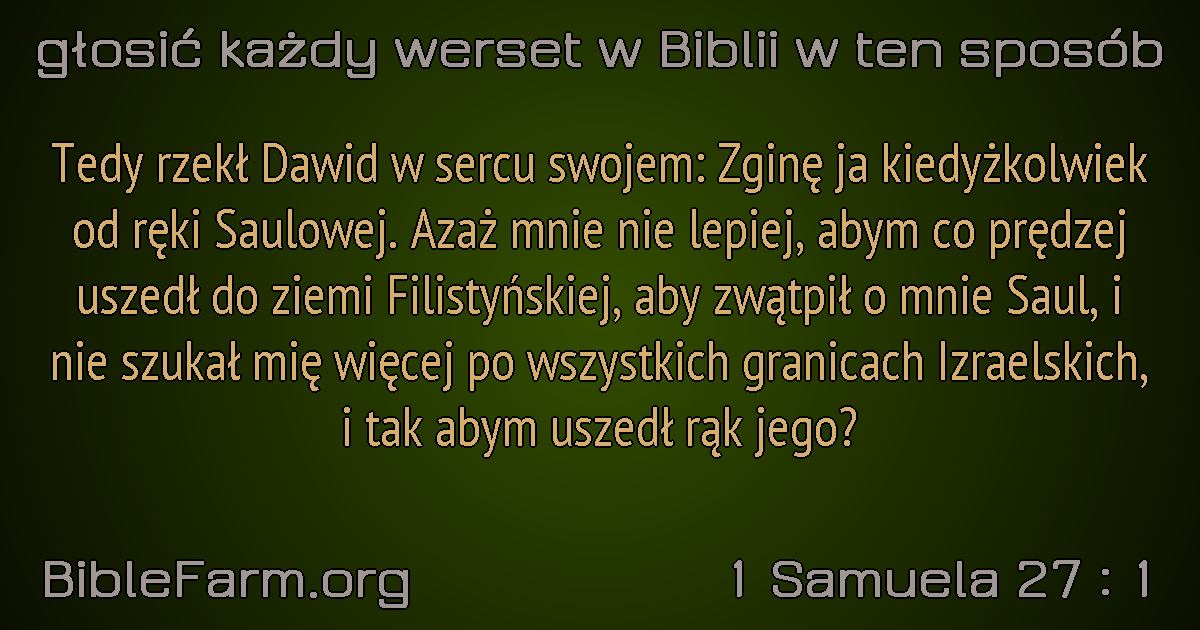 głosić każdy werset w Biblii w ten sposób
Tedy rzekł Dawid w sercu swojem: Zginę ja kiedyżkolwiek
od ręki Saulowej. Azaż mnie nie lepiej, abym co prędzej
uszedł do ziemi Filistyńskiej, aby zwątpił o mnie Saul, i
nie szukał mię więcej po wszystkich granicach Izraelskich,
i tak abym uszedł rąk jego?
BibleFarm.org
1 Samuela 27 : 1